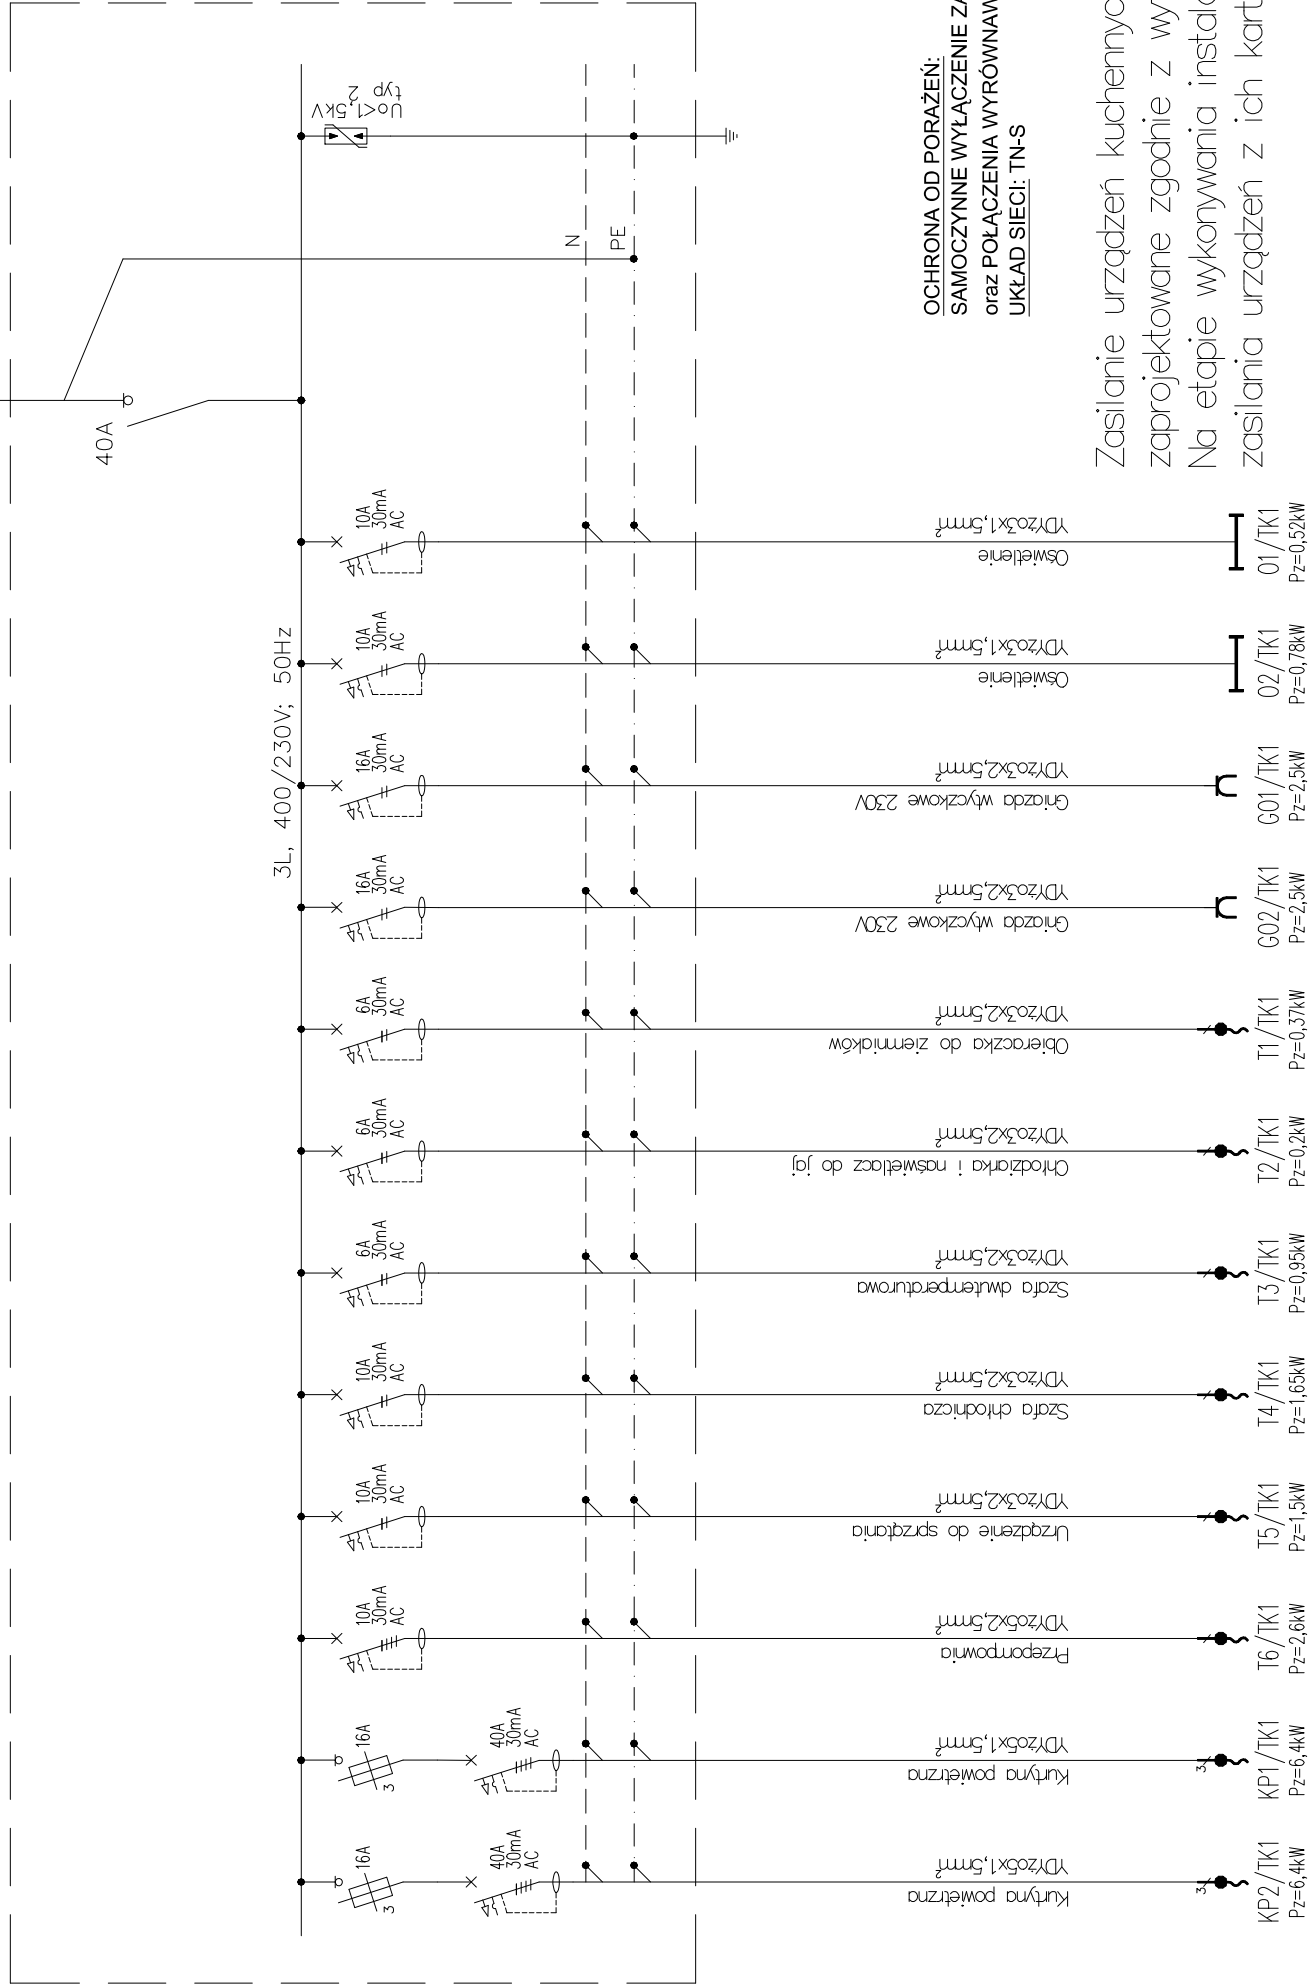 40A
Uo<1,5kV
typ 2
N
PE
3L, 400/230V; 50Hz
OCHRONA OD PORAŻEŃ:
SAMOCZYNNE WYŁĄCZENIE ZA
oraz POŁĄCZENIA WYRÓWNAW
UKŁAD SIECI: TN-S
Zasilanie urządzeń kuchennyc
zaprojektowane zgodnie z wy
Na etapie wykonywania instalc
zasilania urządzeń z ich kart
10A
30mA
AC
YDYżo3x1,5mm²
Oświetlenie
O1/TK1
Pz=0,52kW
10A
30mA
AC
YDYżo3x1,5mm²
Oświetlenie
O2/TK1
Pz=0,78kW
16A
30mA
AC
YDYżo3x2,5mm²
Gniazda wtyczkowe 230V
G01/TK1
Pz=2,5kW
16A
30mA
AC
YDYżo3x2,5mm²
Gniazda wtyczkowe 230V
G02/TK1
Pz=2,5kW
6A
30mA
AC
YDYżo3x2,5mm²
Obieraczka do ziemniaków
T1/TK1
Pz=0,37kW
6A
30mA
AC
YDYżo3x2,5mm²
Chłodziarka i naświetlacz do jaj
T2/TK1
Pz=0,2kW
6A
30mA
AC
YDYżo3x2,5mm²
Szafa dwutemperaturowa
T3/TK1
Pz=0,95kW
10A
30mA
AC
YDYżo3x2,5mm²
Szafa chłodnicza
T4/TK1
Pz=1,65kW
10A
30mA
AC
YDYżo3x2,5mm²
Urządzenie do sprzątania
T5/TK1
Pz=1,5kW
10A
30mA
AC
YDYżo5x2,5mm²
Przepompownia
T6/TK1
Pz=2,6kW
16A
3
40A
30mA
AC
YDYżo5x1,5mm²
Kurtyna powietrzna
3
KP1/TK1
Pz=6,4kW
16A
3
40A
30mA
AC
YDYżo5x1,5mm²
Kurtyna powietrzna
3
KP2/TK1
Pz=6,4kW